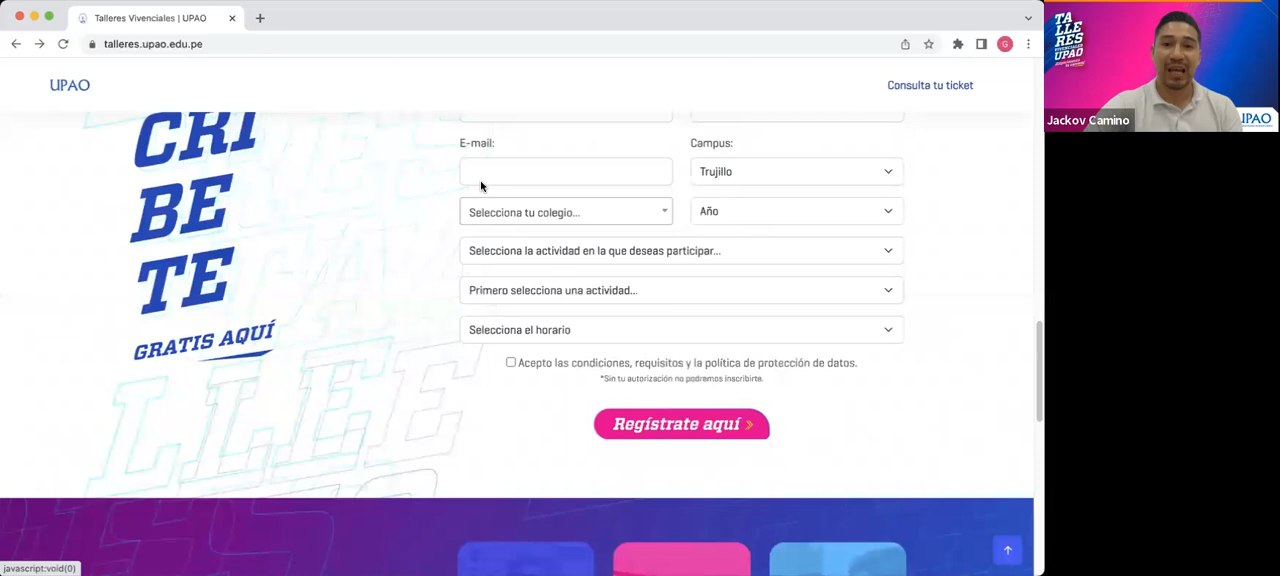 Talleres Vivenciales | UPAO
talleres.upao.edu.pe
G
UPAO
Consulta tu ticket
CRI
BE
TE
GRATIS AQUÍ
E-mail:
Campus:
Trujillo
Selecciona tu colegio...
Año
Selecciona la actividad en la que deseas participar...
Primero selecciona una actividad...
Selecciona el horario
Acepto las condiciones, requisitos y la política de protección de datos.
*Sin tu autorización no podremos inscribirte.
Regístrate aquí »
javascript:void(0)
TA
LLE
RES
VIVENCIALES
UPAO
Jackov Camino
UPAO